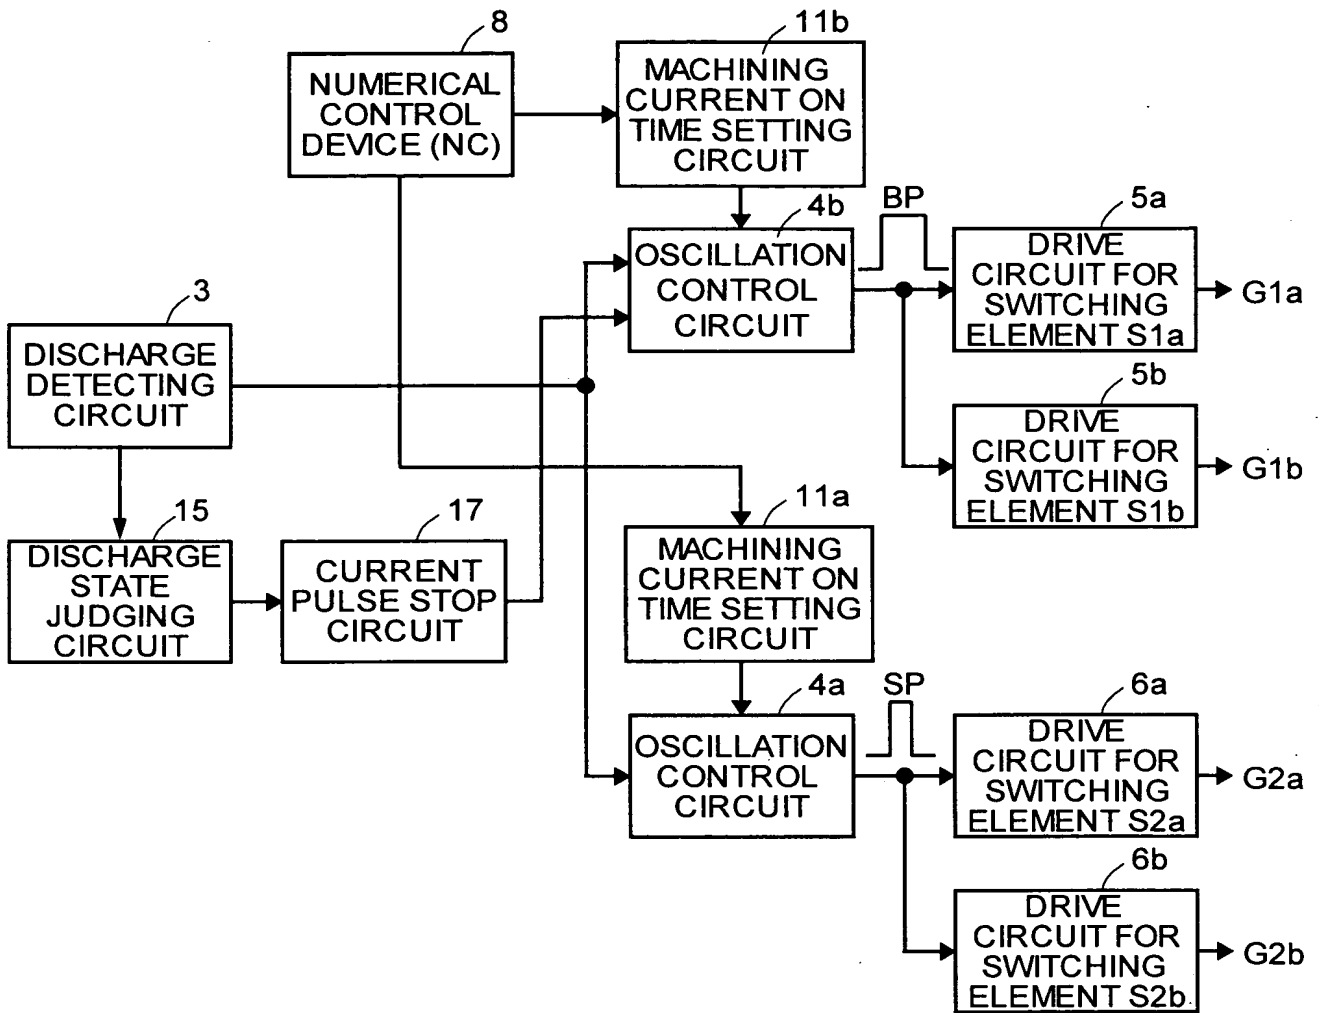 8
NUMERICAL
CONTROL
DEVICE (NC)
11b
MACHINING
CURRENT ON
TIME SETTING
CIRCUIT
4b
OSCILLATION
CONTROL
CIRCUIT
BP
5a
DRIVE
CIRCUIT FOR
SWITCHING
ELEMENT S1a
G1a
3
DISCHARGE
DETECTING
CIRCUIT
5b
DRIVE
CIRCUIT FOR
SWITCHING
ELEMENT S1b
G1b
15
DISCHARGE
STATE
JUDGING
CIRCUIT
17
CURRENT
PULSE STOP
CIRCUIT
11a
MACHINING
CURRENT ON
TIME SETTING
CIRCUIT
4a
OSCILLATION
CONTROL
CIRCUIT
SP
6a
DRIVE
CIRCUIT FOR
SWITCHING
ELEMENT S2a
G2a
6b
DRIVE
CIRCUIT FOR
SWITCHING
ELEMENT S2b
G2b